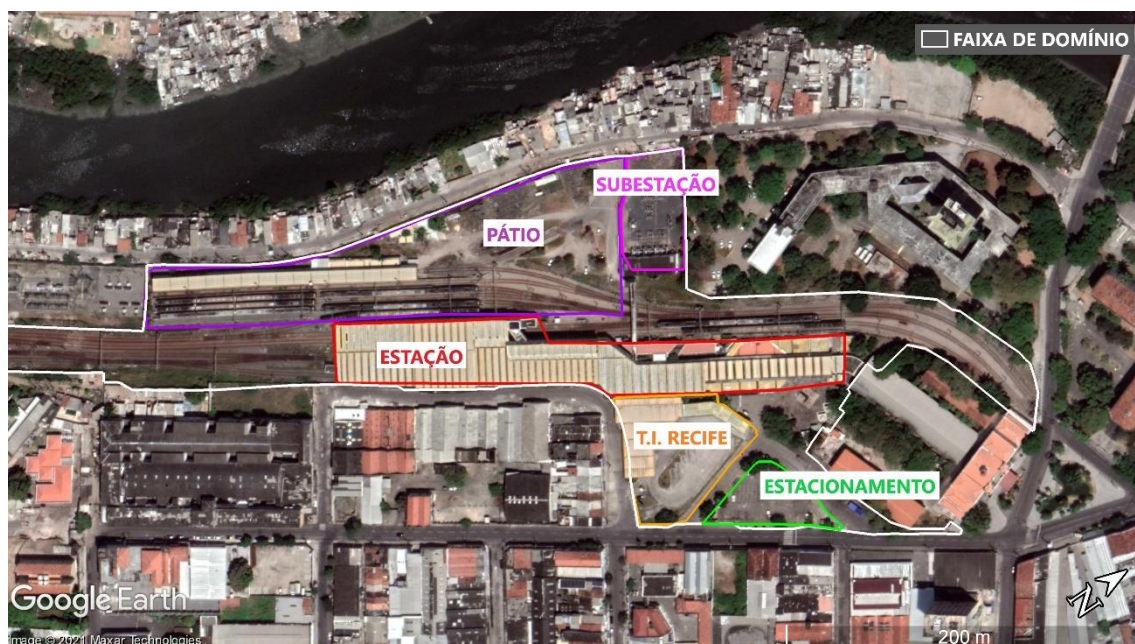 FAIXA DE DOMÍNIO
SUBESTAÇÃO
PÁTIO
ESTAÇÃO
T.I. RECIFE
ESTACIONAMENTO
Google Earth
Image © 2021 Maxar Technologies
200 m
N